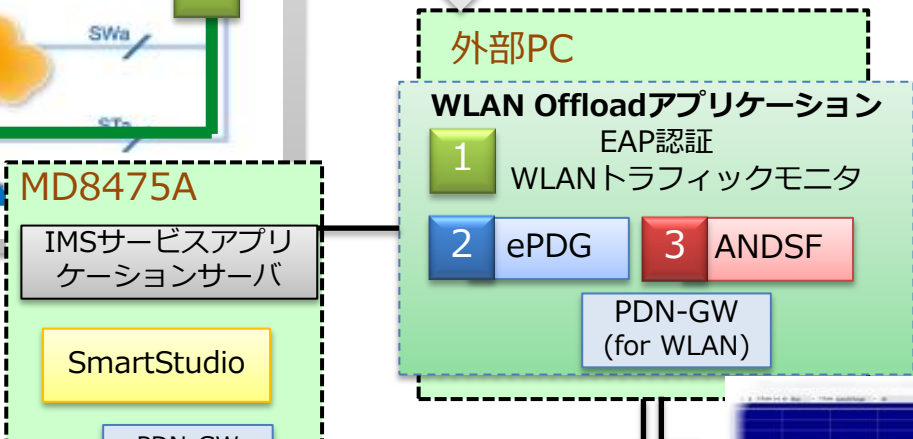 SWa
STa
外部PC
WLAN Offloadアプリケーション
1
EAP認証
WLANトラフィックモニタ
2
ePDG
3
ANDSF
PDN-GW
(for WLAN)
MD8475A
IMSサービスアプリ
ケーションサーバ
SmartStudio
PDN-GW